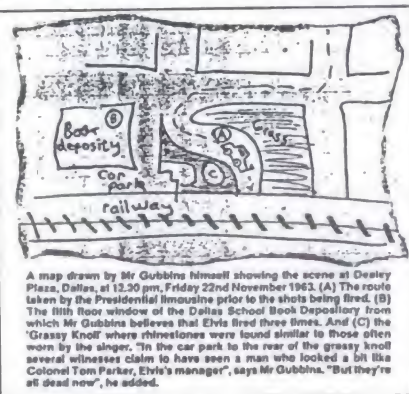 B
Book
deposity
A
Grass
C
Car
park
railway
A map drawn by Mr Gubbins himself showing the scene at Dealey
Plaza, Dallas, at 12.30 pm, Friday 22nd November 1963. (A) The route
taken by the Presidential limousine prior to the shots being fired. (B)
The fifth floor window of the Dallas School Book Depository from
which Mr Gubbins believes that Elvis fired three times. And (C) the
'Grassy Knoll' where rhinestones were found similar to those often
worn by the singer. "In the car park to the rear of the grassy knoll
several witnesses claim to have seen a man who looked a bit like
Colonel Tom Parker, Elvis's manager", says Mr Gubbins. "But they're
all dead now", he added.